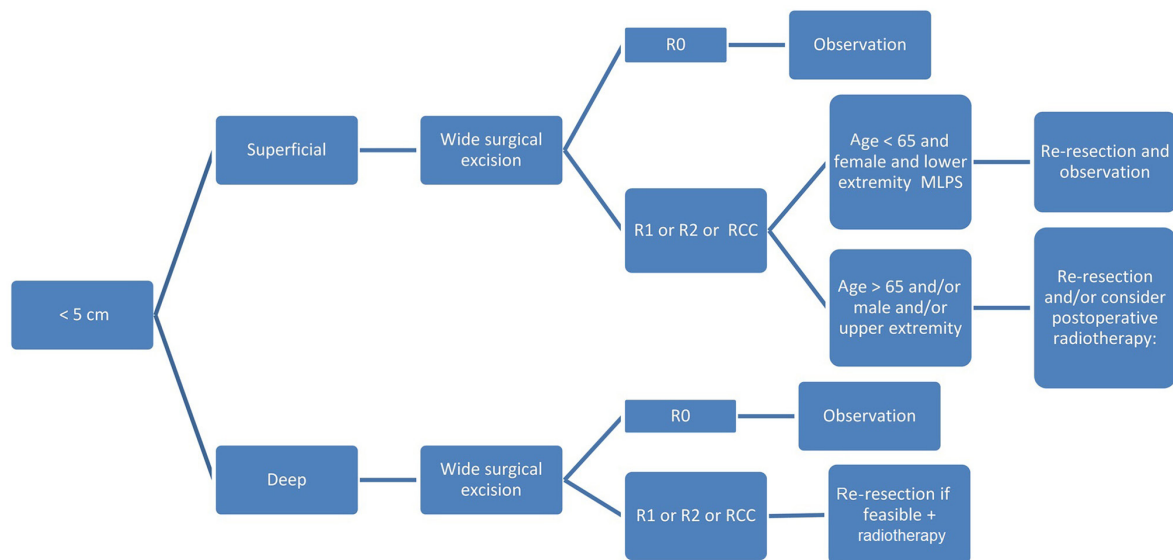 < 5 cm
Superficial
Wide surgical
excision
R0
Observation
R1 or R2 or RCC
Age < 65 and
female and lower
extremity MLPS
Re-resection and
observation
Age > 65 and/or
male and/or
upper extremity
Re-resection
and/or consider
postoperative
radiotherapy:
Deep
Wide surgical
excision
R0
Observation
R1 or R2 or RCC
Re-resection if
feasible +
radiotherapy